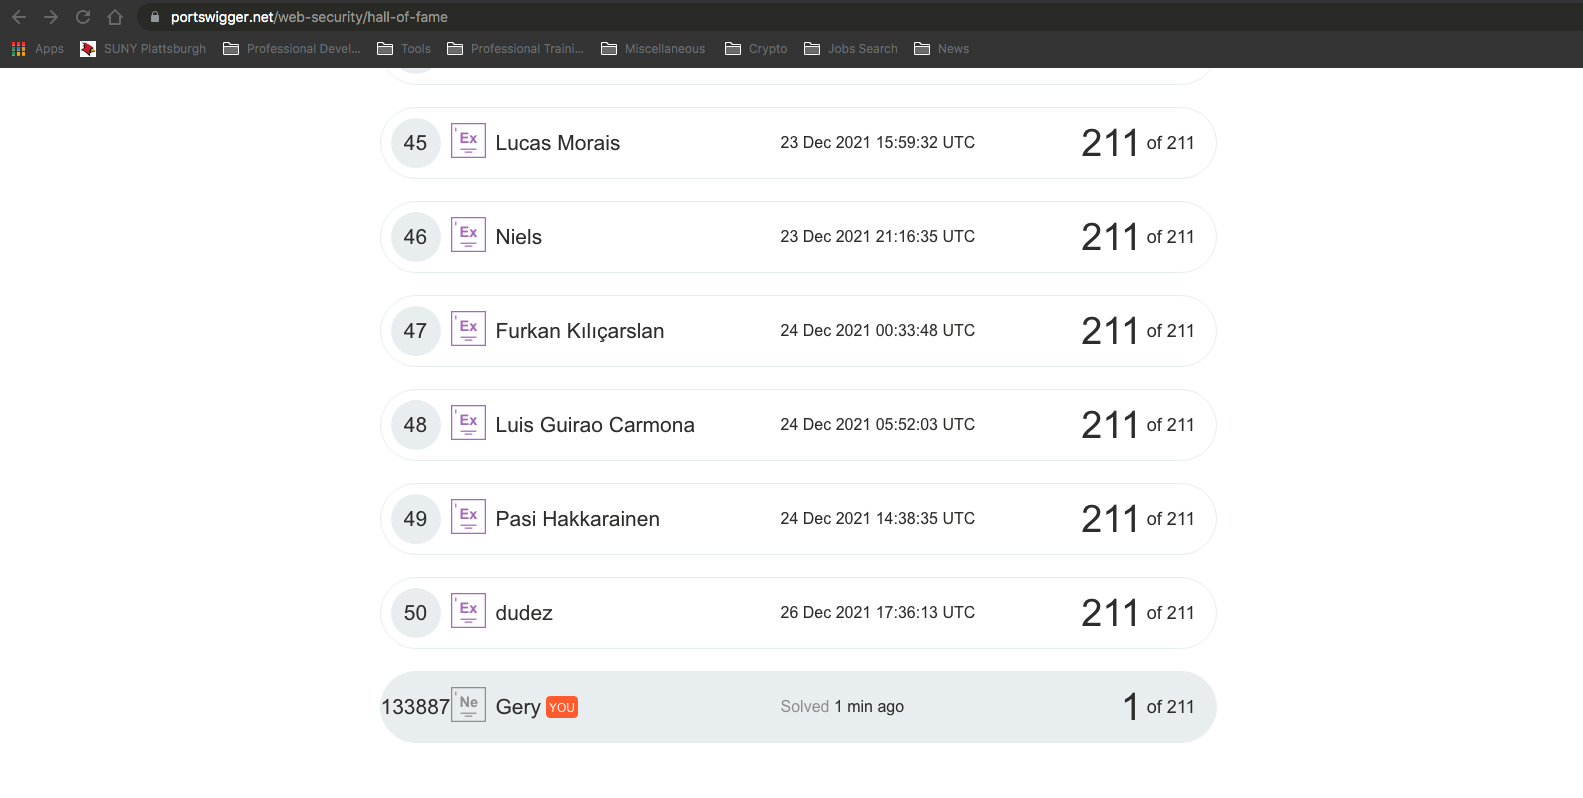 portswigger.net/web-security/hall-of-fame
Apps SUNY Plattsburgh Professional Devel... Tools Professional Traini... Miscellaneous Crypto Jobs Search News
45 Ex Lucas Morais 23 Dec 2021 15:59:32 UTC 211 of 211
46 Ex Niels 23 Dec 2021 21:16:35 UTC 211 of 211
47 Ex Furkan Kılıçarslan 24 Dec 2021 00:33:48 UTC 211 of 211
48 Ex Luis Guirao Carmona 24 Dec 2021 05:52:03 UTC 211 of 211
49 Ex Pasi Hakkarainen 24 Dec 2021 14:38:35 UTC 211 of 211
50 Ex dudez 26 Dec 2021 17:36:13 UTC 211 of 211
133887 Ne Gery YOU Solved 1 min ago 1 of 211